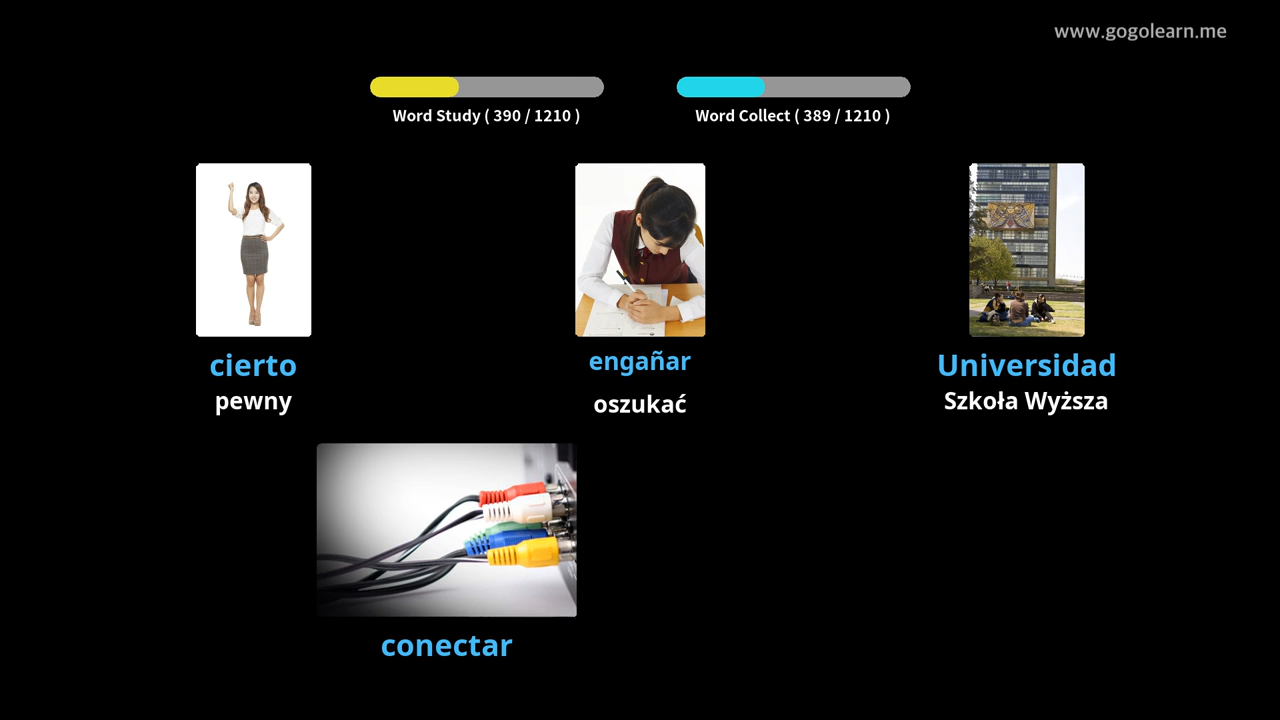 www.gogolearn.me
Word Study ( 390 / 1210 )
Word Collect ( 389 / 1210 )
cierto
pewny
engañar
oszukać
Universidad
Szkoła Wyższa
conectar